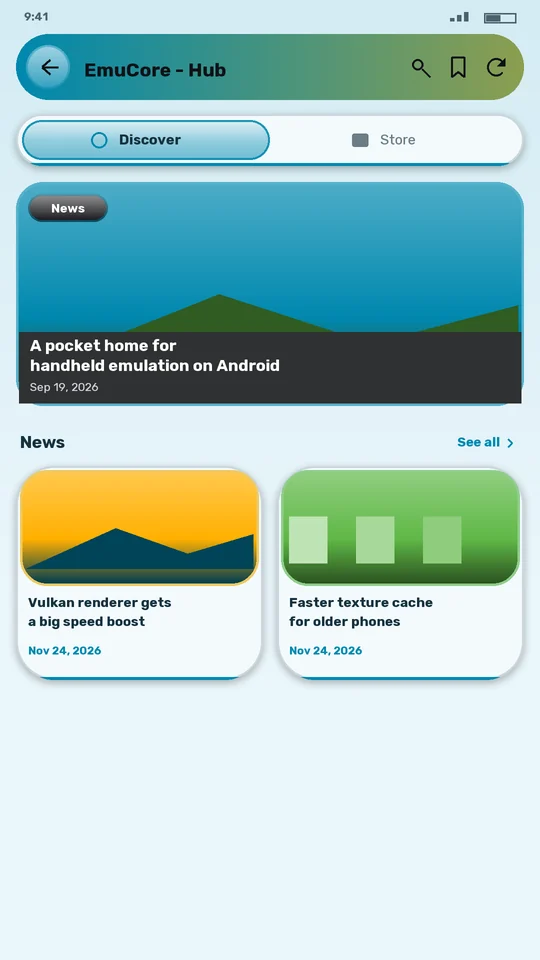 9:41
EmuCore - Hub
Discover
Store
News
A pocket home for
handheld emulation on Android
Sep 19, 2026
News
See all
Vulkan renderer gets
a big speed boost
Nov 24, 2026
Faster texture cache
for older phones
Nov 24, 2026